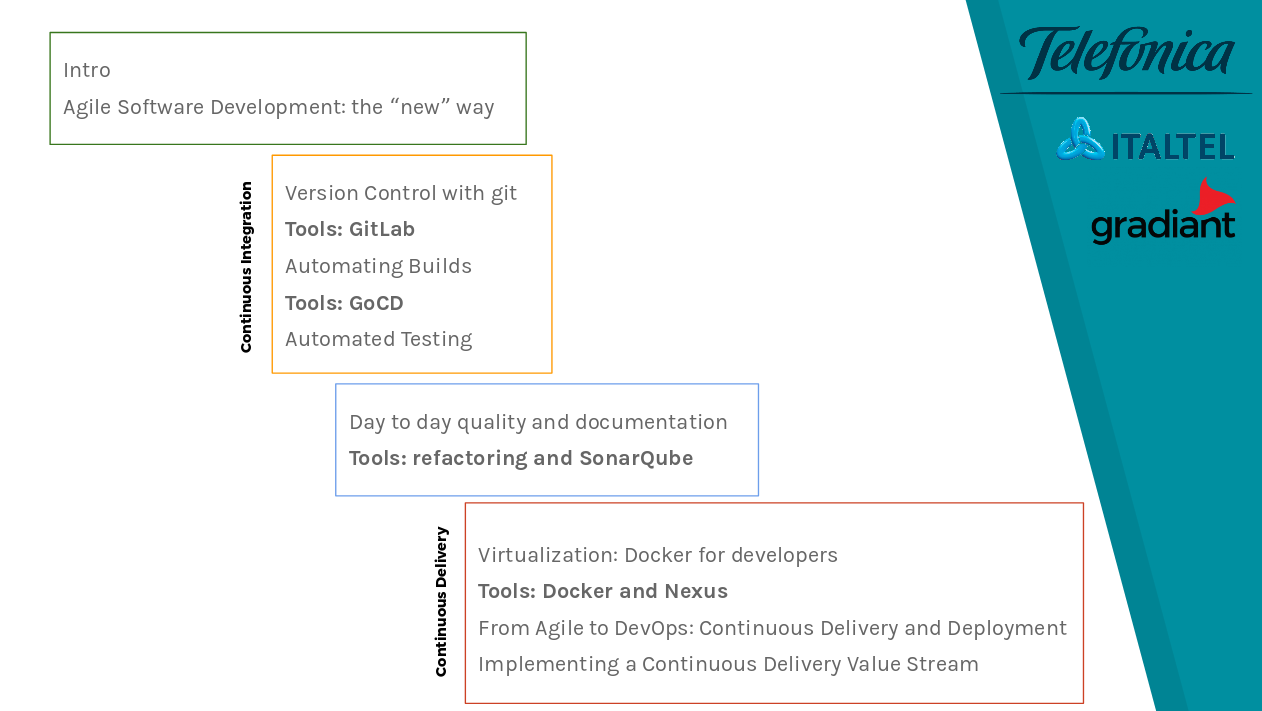 Intro
Agile Software Development: the “new” way
Continuous Integration
Version Control with git
Tools: GitLab
Automating Builds
Tools: GoCD
Automated Testing
Day to day quality and documentation
Tools: refactoring and SonarQube
Continuous Delivery
Virtualization: Docker for developers
Tools: Docker and Nexus
From Agile to DevOps: Continuous Delivery and Deployment
Implementing a Continuous Delivery Value Stream
Telefónica
ITALTEL
gradiant